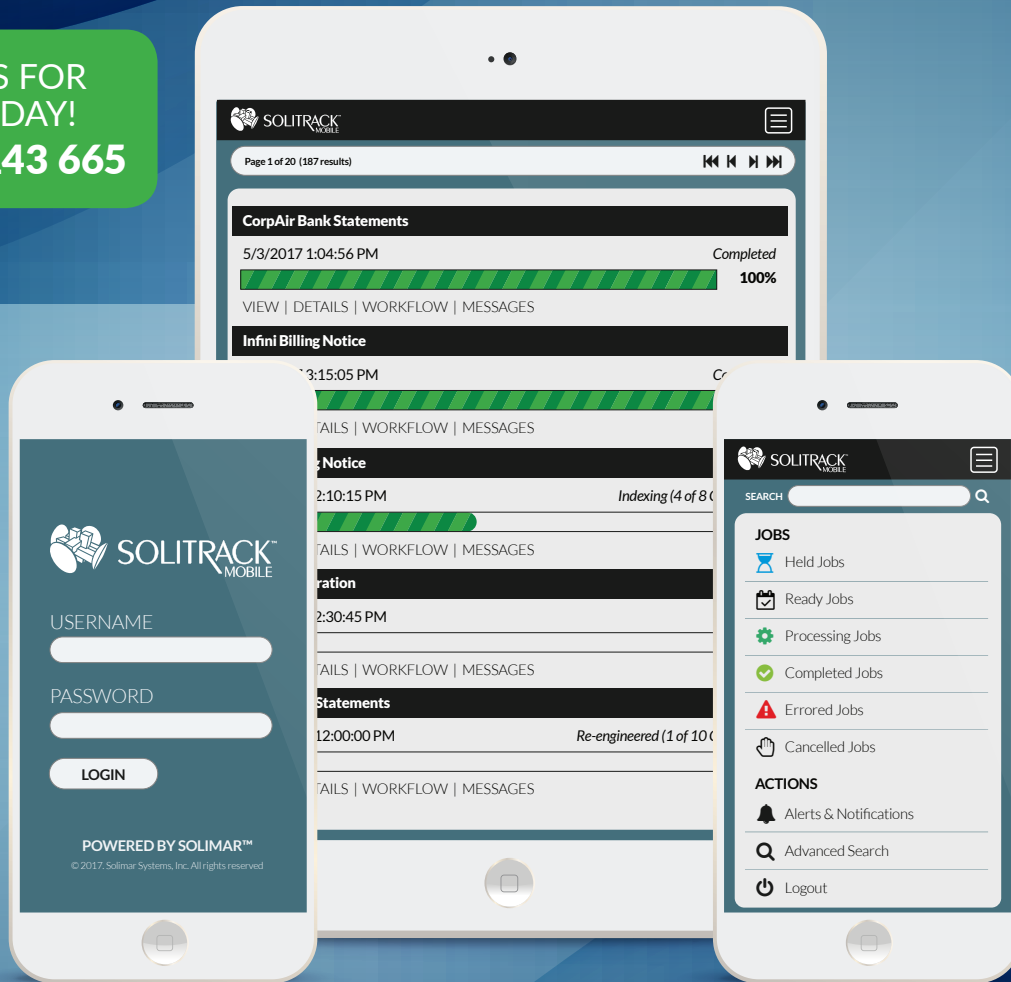 S FOR
DAY!
43 665
SOLITRACK™
MOBILE
Page 1 of 20 (187 results)
CorpAir Bank Statements
5/3/2017 1:04:56 PM Completed
100%
VIEW | DETAILS | WORKFLOW | MESSAGES
Infini Billing Notice
3:15:05 PM
TAILS | WORKFLOW | MESSAGES
Notice
2:10:15 PM Indexing (4 of 8
TAILS | WORKFLOW | MESSAGES
ration
2:30:45 PM
TAILS | WORKFLOW | MESSAGES
Statements
12:00:00 PM Re-engineered (1 of 10
TAILS | WORKFLOW | MESSAGES
SOLITRACK™
MOBILE
USERNAME
PASSWORD
LOGIN
POWERED BY SOLIMAR™
© 2017. Solimar Systems, Inc. All rights reserved
SOLITRACK™
MOBILE
SEARCH
JOBS
Held Jobs
Ready Jobs
Processing Jobs
Completed Jobs
Errored Jobs
Cancelled Jobs
ACTIONS
Alerts & Notifications
Advanced Search
Logout